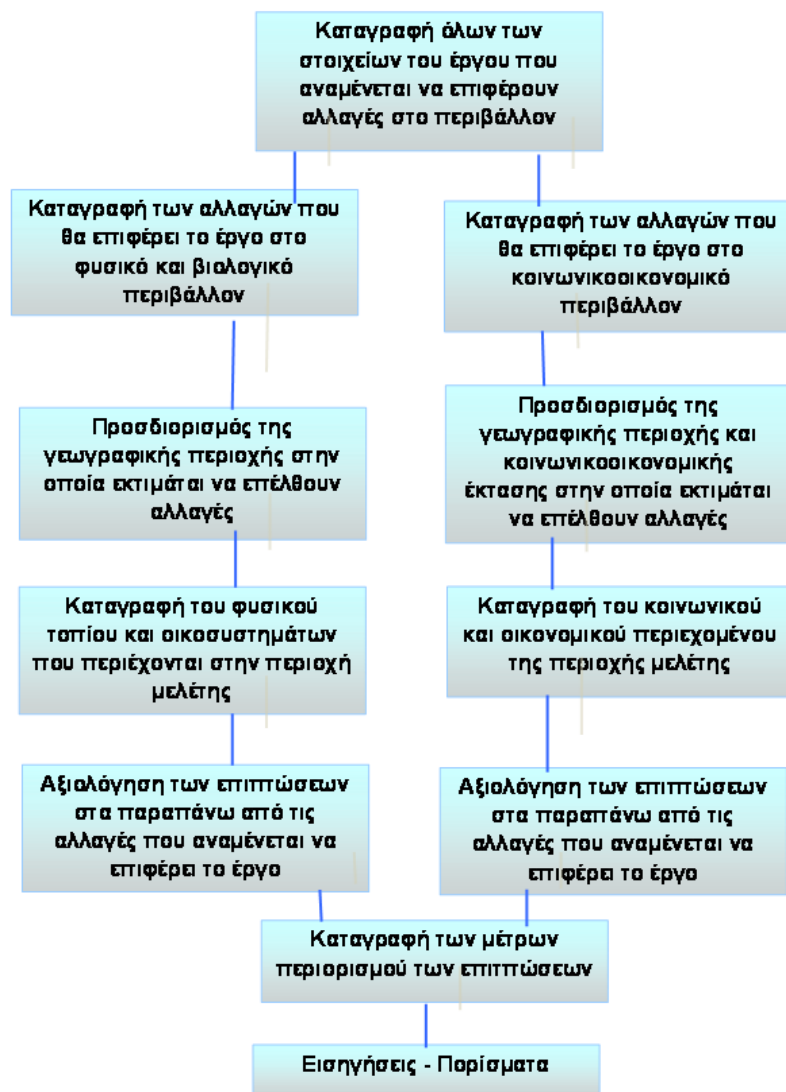 Καταγραφή όλων των
στοιχείων του έργου που
αναμένεται να επιφέρουν
αλλαγές στο περιβάλλον
Καταγραφή των αλλαγών που
θα επιφέρει το έργο στο
φυσικό και βιολογικό
περιβάλλον
Καταγραφή των αλλαγών που
θα επιφέρει το έργο στο
κοινωνικοοικονομικό
περιβάλλον
Προσδιορισμός της
γεωγραφικής περιοχής στην
οποία εκτιμάται να επέλθουν
αλλαγές
Προσδιορισμός της
γεωγραφικής περιοχής και
κοινωνικοοικονομικής
έκτασης στην οποία εκτιμάται
να επέλθουν αλλαγές
Καταγραφή του φυσικού
τοπίου και οικοσυστημάτων
που περιέχονται στην περιοχή
μελέτης
Καταγραφή του κοινωνικού
και οικονομικού περιεχομένου
της περιοχής μελέτης
Αξιολόγηση των επιπτώσεων
στα παραπάνω από τις
αλλαγές που αναμένεται να
επιφέρει το έργο
Αξιολόγηση των επιπτώσεων
στα παραπάνω από τις
αλλαγές που αναμένεται να
επιφέρει το έργο
Καταγραφή των μέτρων
περιορισμού των επιπτώσεων
Εισηγήσεις - Πορίσματα